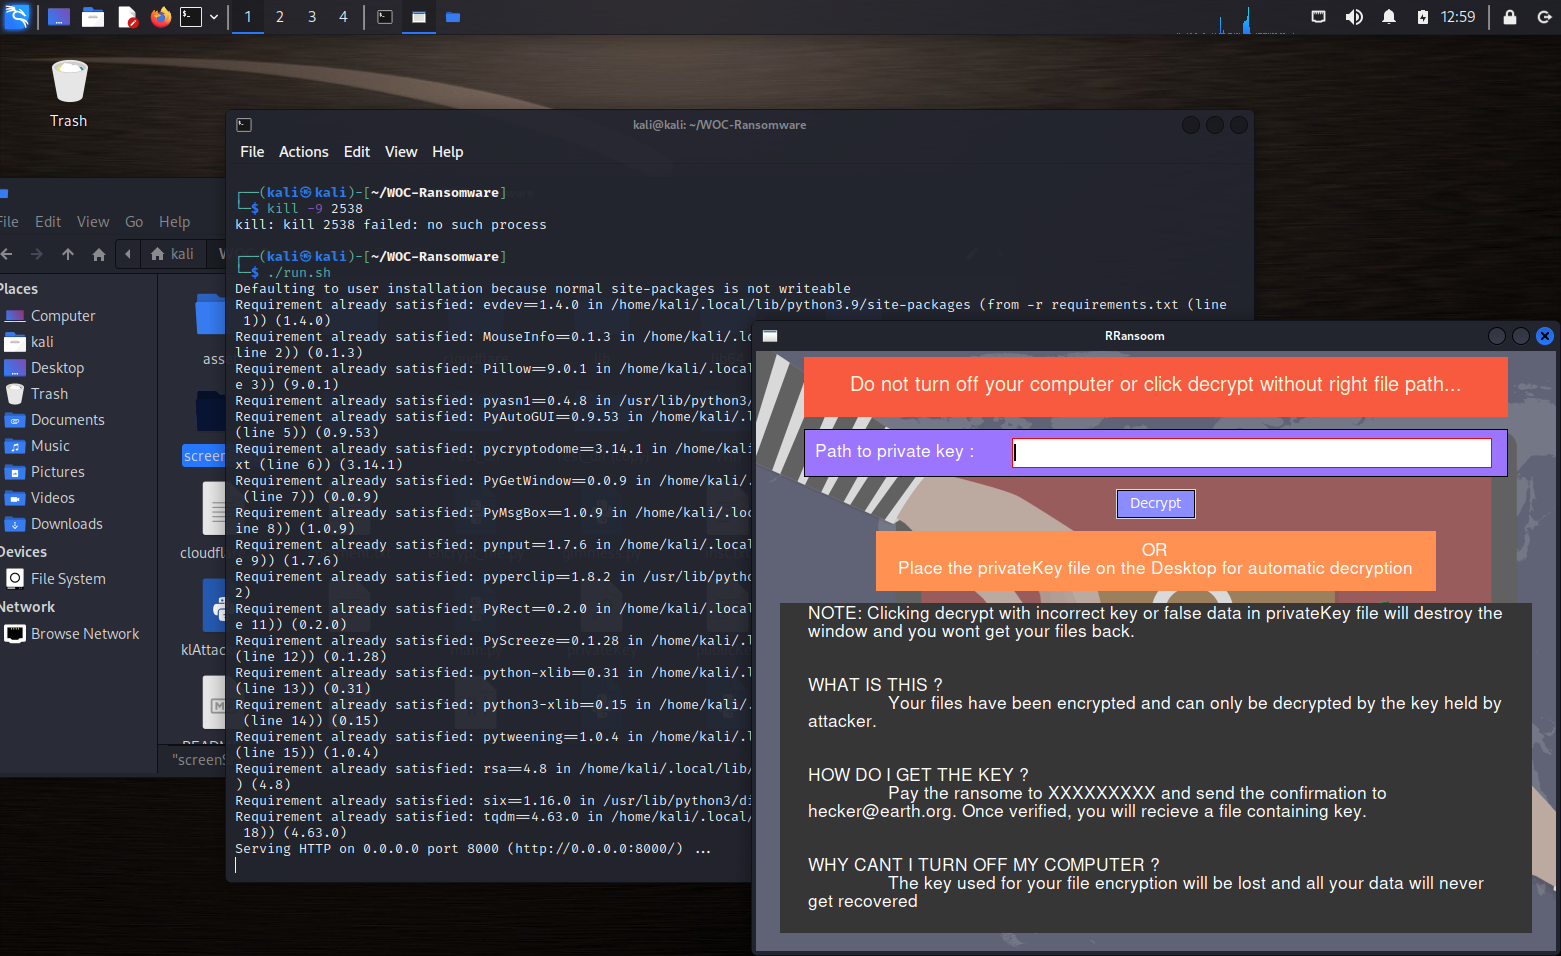 1 2 3 4
12:59
Trash
kali@kali: ~/WOC-Ransomware
File Actions Edit View Help
┌──(kali㉿kali)-[~/WOC-Ransomware]
└─$ kill -9 2538
kill: kill 2538 failed: no such process
┌──(kali㉿kali)-[~/WOC-Ransomware]
└─$ ./run.sh
Defaulting to user installation because normal site-packages is not writeable
Requirement already satisfied: evdev==1.4.0 in /home/kali/.local/lib/python3.9/site-packages (from -r requirements.txt (line
1)) (1.4.0)
Requirement already satisfied: MouseInfo==0.1.3 in /home/kali/.lo
line 2)) (0.1.3)
Requirement already satisfied: Pillow==9.0.1 in /home/kali/.local
e 3)) (9.0.1)
Requirement already satisfied: pyasn1==0.4.8 in /usr/lib/python3/
Requirement already satisfied: PyAutoGUI==0.9.53 in /home/kali/.l
(line 5)) (0.9.53)
Requirement already satisfied: pycryptodome==3.14.1 in /home/kali
xt (line 6)) (3.14.1)
Requirement already satisfied: PyGetWindow==0.0.9 in /home/kali/.
(line 7)) (0.0.9)
Requirement already satisfied: PyMsgBox==1.0.9 in /home/kali/.loc
ine 8)) (1.0.9)
Requirement already satisfied: pynput==1.7.6 in /home/kali/.local
e 9)) (1.7.6)
Requirement already satisfied: pyperclip==1.8.2 in /usr/lib/pytho
2)
Requirement already satisfied: PyRect==0.2.0 in /home/kali/.local
e 11)) (0.2.0)
Requirement already satisfied: PyScreeze==0.1.28 in /home/kali/.l
(line 12)) (0.1.28)
Requirement already satisfied: python-xlib==0.31 in /home/kali/.l
(line 13)) (0.31)
Requirement already satisfied: python3-xlib==0.15 in /home/kali/.
(line 14)) (0.15)
Requirement already satisfied: pytweening==1.0.4 in /home/kali/.l
(line 15)) (1.0.4)
Requirement already satisfied: rsa==4.8 in /home/kali/.local/lib/
) (4.8)
Requirement already satisfied: six==1.16.0 in /usr/lib/python3/di
Requirement already satisfied: tqdm==4.63.0 in /home/kali/.local/
18)) (4.63.0)
Serving HTTP on 0.0.0.0 port 8000 (http://0.0.0.0:8000/) ...
File Edit View Go Help
kali
Places
Computer
kali
Desktop
Trash
Documents
Music
Pictures
Videos
Downloads
Devices
File System
Network
Browse Network
ass
screen
cloudfla
klAttac
README
"screenS
RRansoom
Do not turn off your computer or click decrypt without right file path...
Path to private key :
Decrypt
OR
Place the privateKey file on the Desktop for automatic decryption
NOTE: Clicking decrypt with incorrect key or false data in privateKey file will destroy the
window and you wont get your files back.
WHAT IS THIS ?
Your files have been encrypted and can only be decrypted by the key held by
attacker.
HOW DO I GET THE KEY ?
Pay the ransome to XXXXXXXXX and send the confirmation to
hecker@earth.org. Once verified, you will recieve a file containing key.
WHY CANT I TURN OFF MY COMPUTER ?
The key used for your file encryption will be lost and all your data will never
get recovered